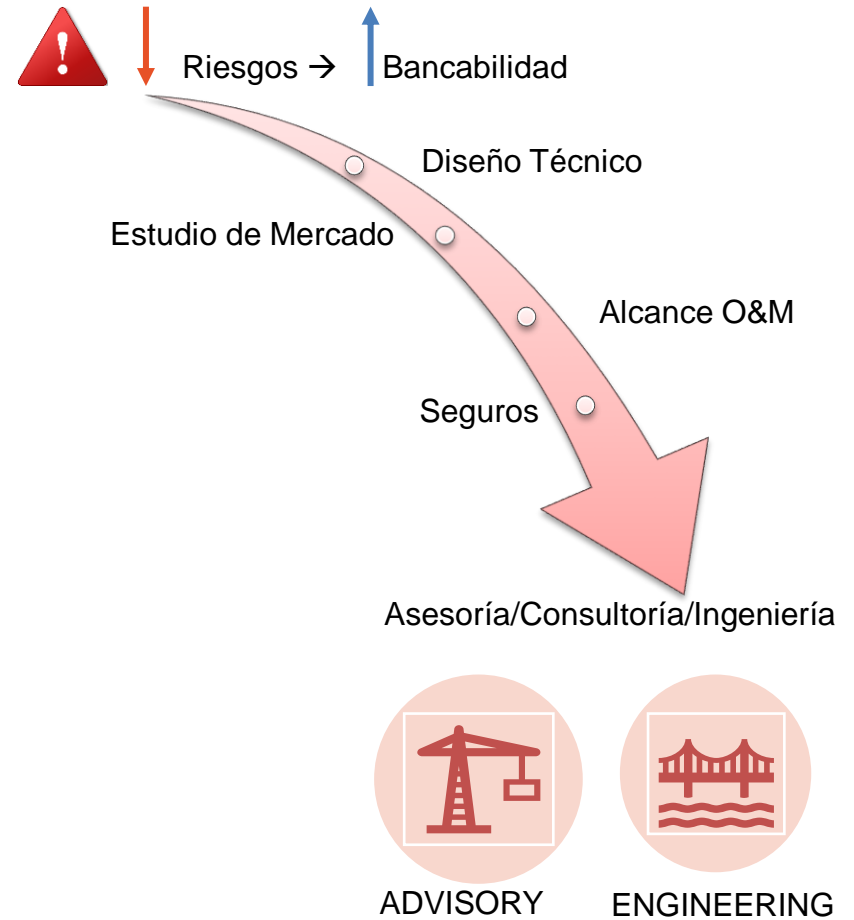 Riesgos → Bancabilidad
Diseño Técnico
Estudio de Mercado
Alcance O&M
Seguros
Asesoría/Consultoría/Ingeniería
ADVISORY
ENGINEERING